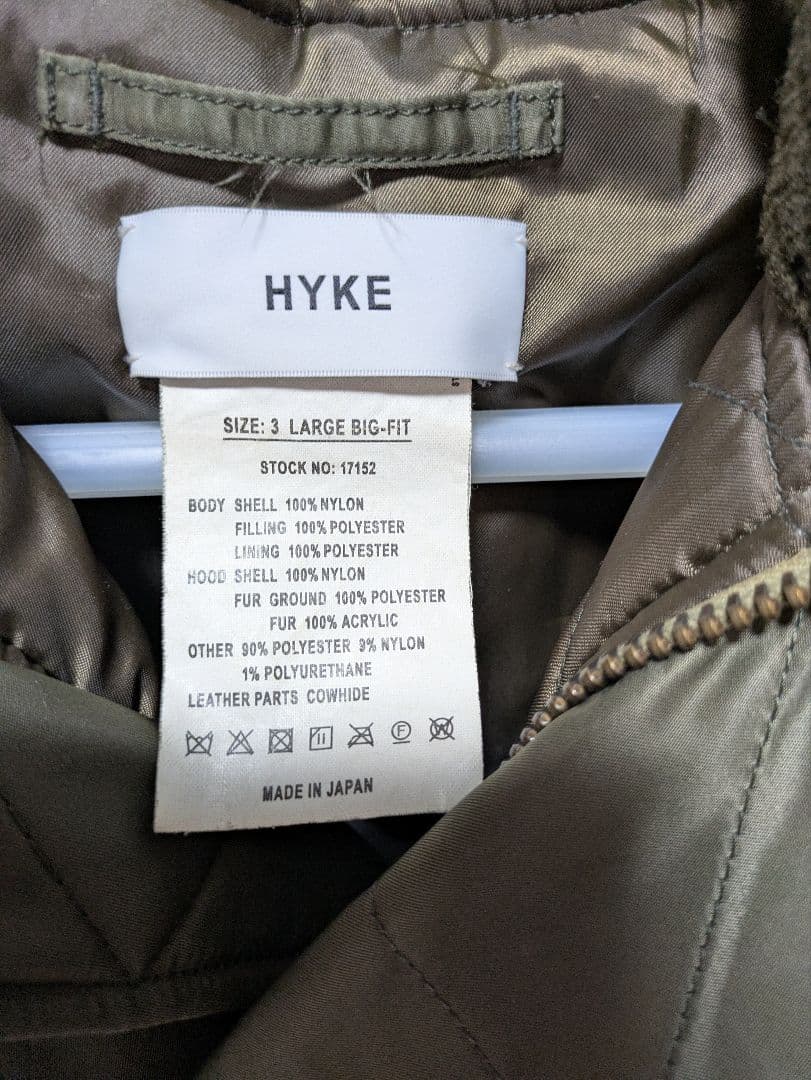 HYKE
SIZE: 3 LARGE BIG-FIT
STOCK NO: 17152
BODY SHELL 100% NYLON
FILLING 100% POLYESTER
LINING 100% POLYESTER
HOOD SHELL 100% NYLON
FUR GROUND 100% POLYESTER
FUR 100% ACRYLIC
OTHER 90% POLYESTER 9% NYLON
1% POLYURETHANE
LEATHER PARTS COWHIDE
F W
MADE IN JAPAN